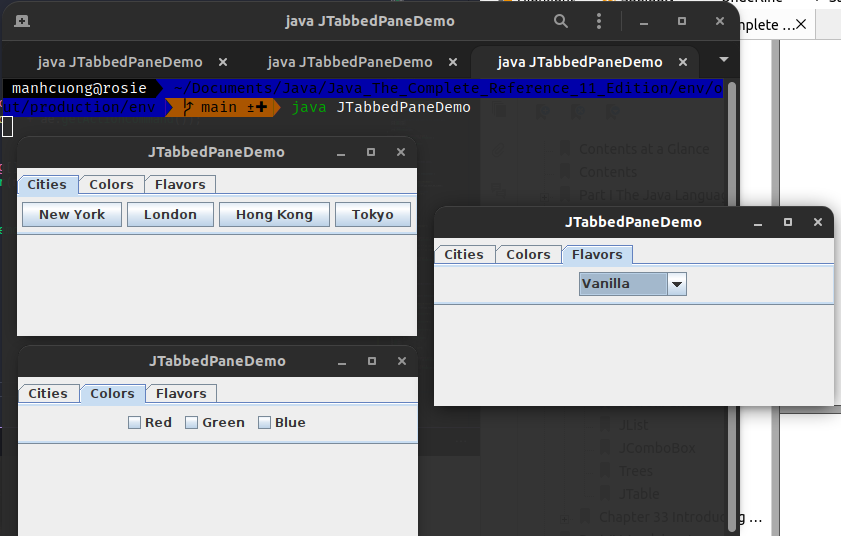 java JTabbedPaneDemo
mplete ...
java JTabbedPaneDemo
java JTabbedPaneDemo
java JTabbedPaneDemo
manhcuong@rosie ~/Documents/Java/Java The Complete Reference 11 Edition/env/o
ut/production/env main ±✚ java JTabbedPaneDemo
Contents at a Glance
Contents
Part I The Java Langua
JTabbedPaneDemo
Cities Colors Flavors
New York London Hong Kong Tokyo
JTabbedPaneDemo
Cities Colors Flavors
Vanilla
JTabbedPaneDemo
Cities Colors Flavors
Red Green Blue
JList
JComboBox
Trees
JTable
Chapter 33 Introducing ...